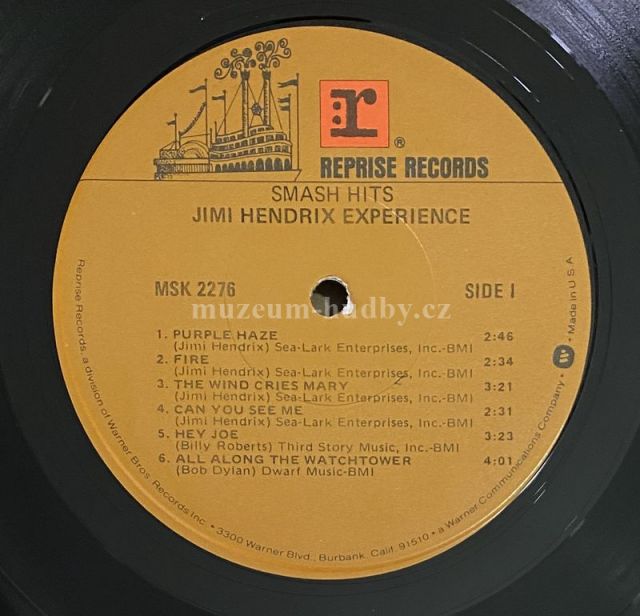 r
®
REPRISE RECORDS
SMASH HITS
JIMI HENDRIX EXPERIENCE
MSK 2276
SIDE I
muzeum-hudby.cz
1. PURPLE HAZE 2:46
(Jimi Hendrix) Sea-Lark Enterprises, Inc.-BMI
2. FIRE 2:34
(Jimi Hendrix) Sea-Lark Enterprises, Inc.-BMI
3. THE WIND CRIES MARY 3:21
(Jimi Hendrix) Sea-Lark Enterprises, Inc.-BMI
4. CAN YOU SEE ME 2:31
(Jimi Hendrix) Sea-Lark Enterprises, Inc.-BMI
5. HEY JOE 3:23
(Billy Roberts) Third Story Music, Inc.-BMI
6. ALL ALONG THE WATCHTOWER 4:01
(Bob Dylan) Dwarf Music-BMI
Reprise Records, a division of Warner Bros. Records Inc. • 3300 Warner Blvd., Burbank, Calif. 91510 • a Warner Communications Company • W • Made in U S A